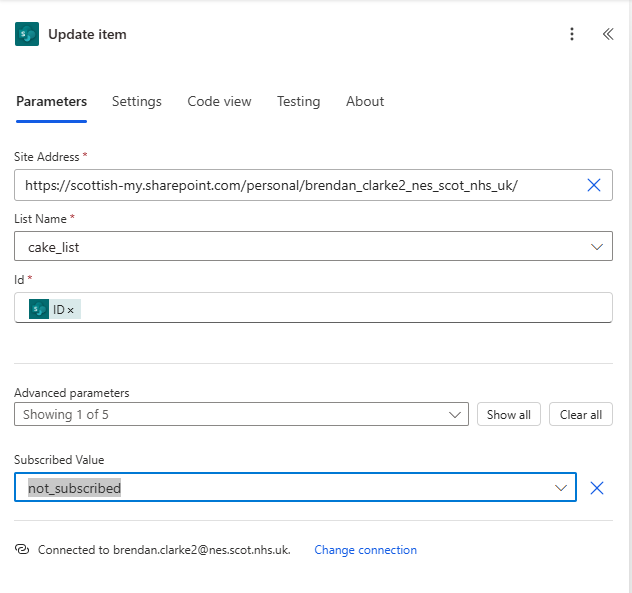 Update item
Parameters Settings Code view Testing About
Site Address *
https://scottish-my.sharepoint.com/personal/brendan_clarke2_nes_scot_nhs_uk/
List Name *
cake_list
Id *
ID ×
Advanced parameters
Showing 1 of 5 Show all Clear all
Subscribed Value
not_subscribed
Connected to brendan.clarke2@nes.scot.nhs.uk. Change connection